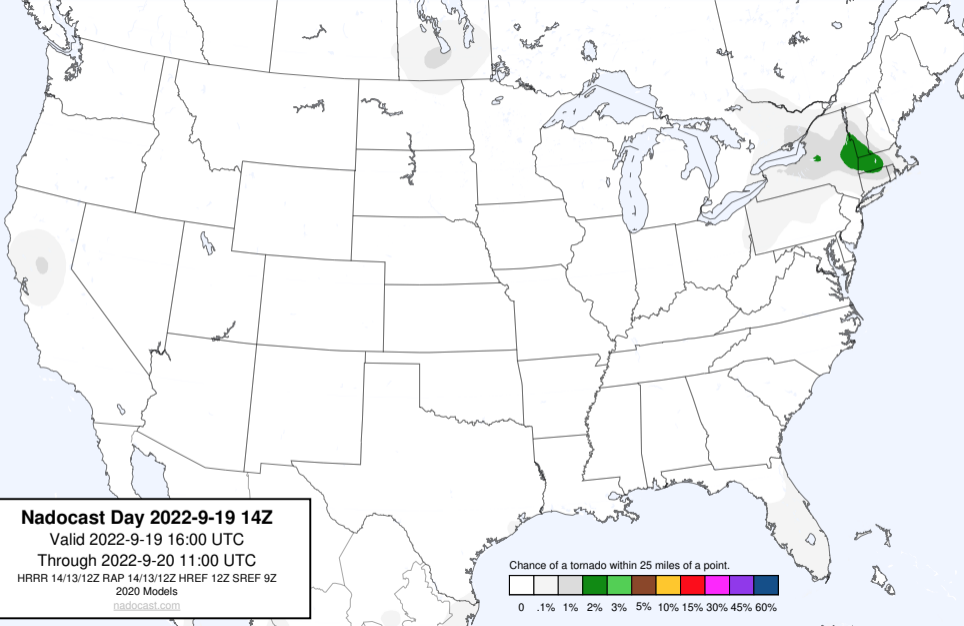 Nadocast Day 2022-9-19 14Z
Valid 2022-9-19 16:00 UTC
Through 2022-9-20 11:00 UTC
HRRR 14/13/12Z RAP 14/13/12Z HREF 12Z SREF 9Z
2020 Models
nadocast.com
Chance of a tornado within 25 miles of a point.
0 .1% 1% 2% 3% 5% 10% 15% 30% 45% 60%